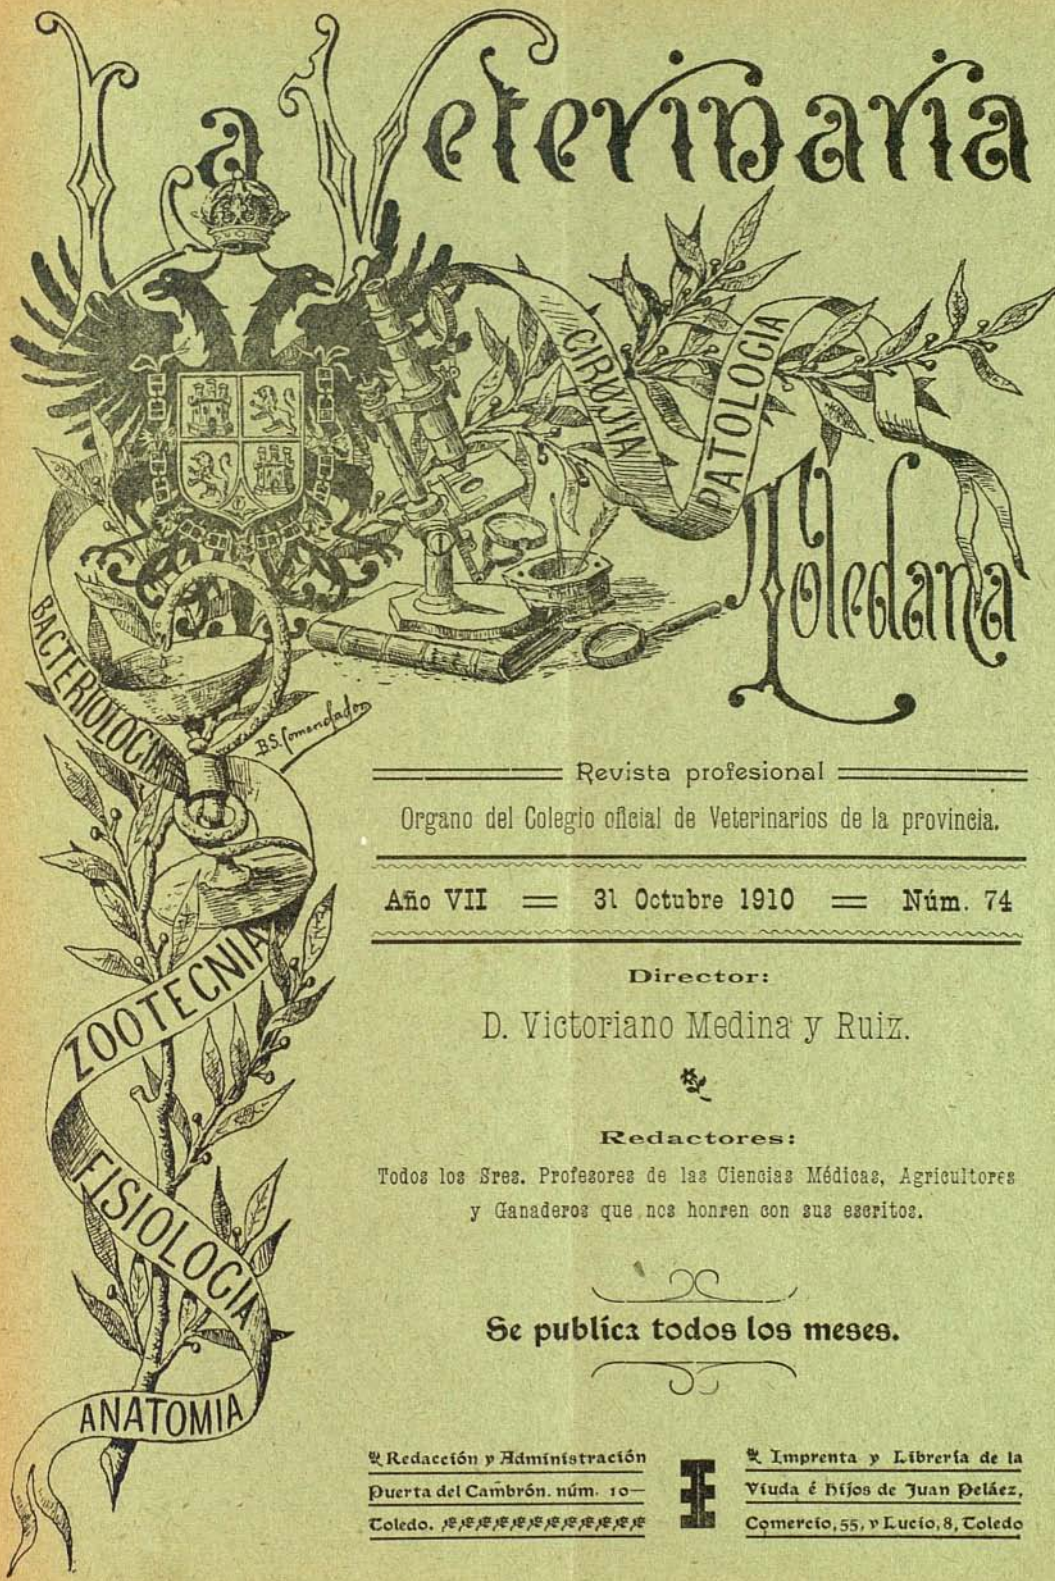 La Veterinaria
Toledana
CIRUJIA
PATOLOGIA
BACTERIOLOGIA
ZOOTECNIA
FISIOLOGIA
ANATOMIA
B.S. Comendador
Revista profesional
Organo del Colegio oficial de Veterinarios de la provincia.
Año VII = 31 Octubre 1910 = Núm. 74
Director:
D. Victoriano Medina y Ruiz.
Redactores:
Todos los Sres. Profesores de las Ciencias Médicas, Agricultores
y Ganaderos que nos honren con sus escritos.
Se publica todos los meses.
Redacción y Administración
Puerta del Cambrón. núm. 10—
Toledo.
Imprenta y Librería de la
Viuda é hijos de Juan Peláez,
Comercio, 55, y Lucio, 8, Toledo